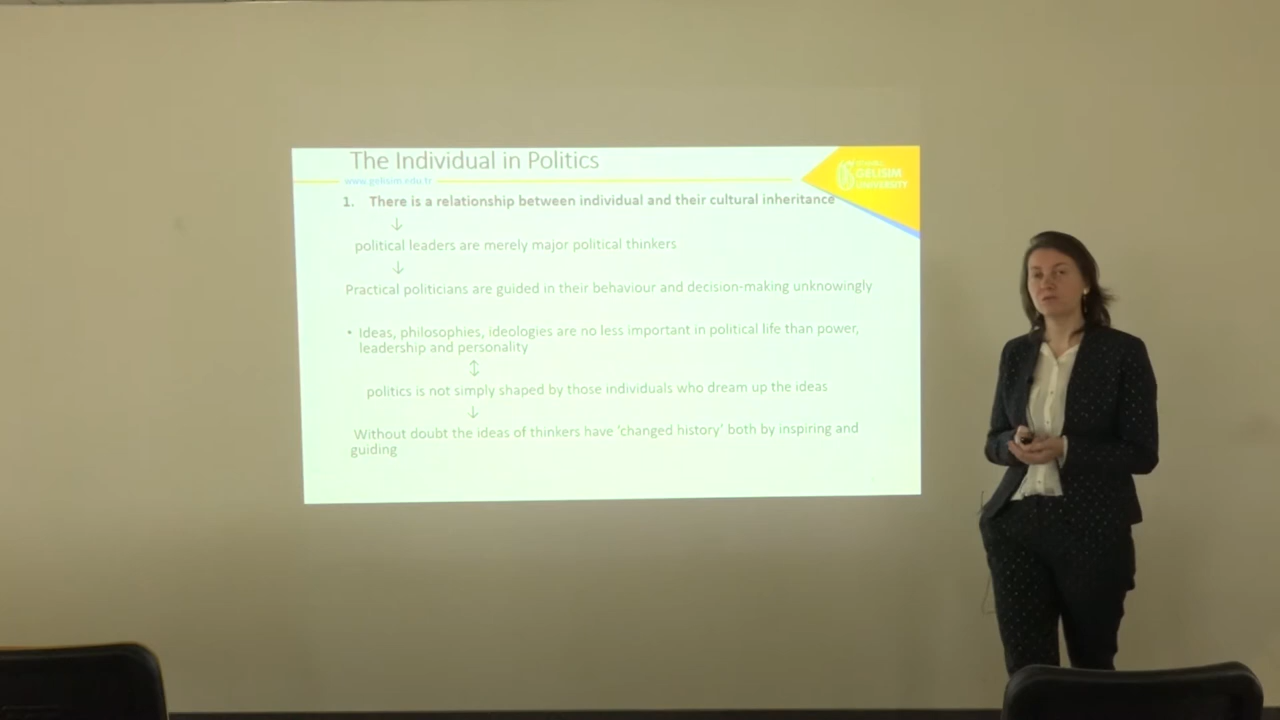 The Individual in Politics
www.gelisim.edu.tr
GELISIM
UNIVERSITY
1. There is a relationship between individual and their cultural inheritance
↓
political leaders are merely major political thinkers
↓
Practical politicians are guided in their behaviour and decision-making unknowingly
• Ideas, philosophies, ideologies are no less important in political life than power,
leadership and personality
↕
politics is not simply shaped by those individuals who dream up the ideas
↓
Without doubt the ideas of thinkers have ‘changed history’ both by inspiring and
guiding